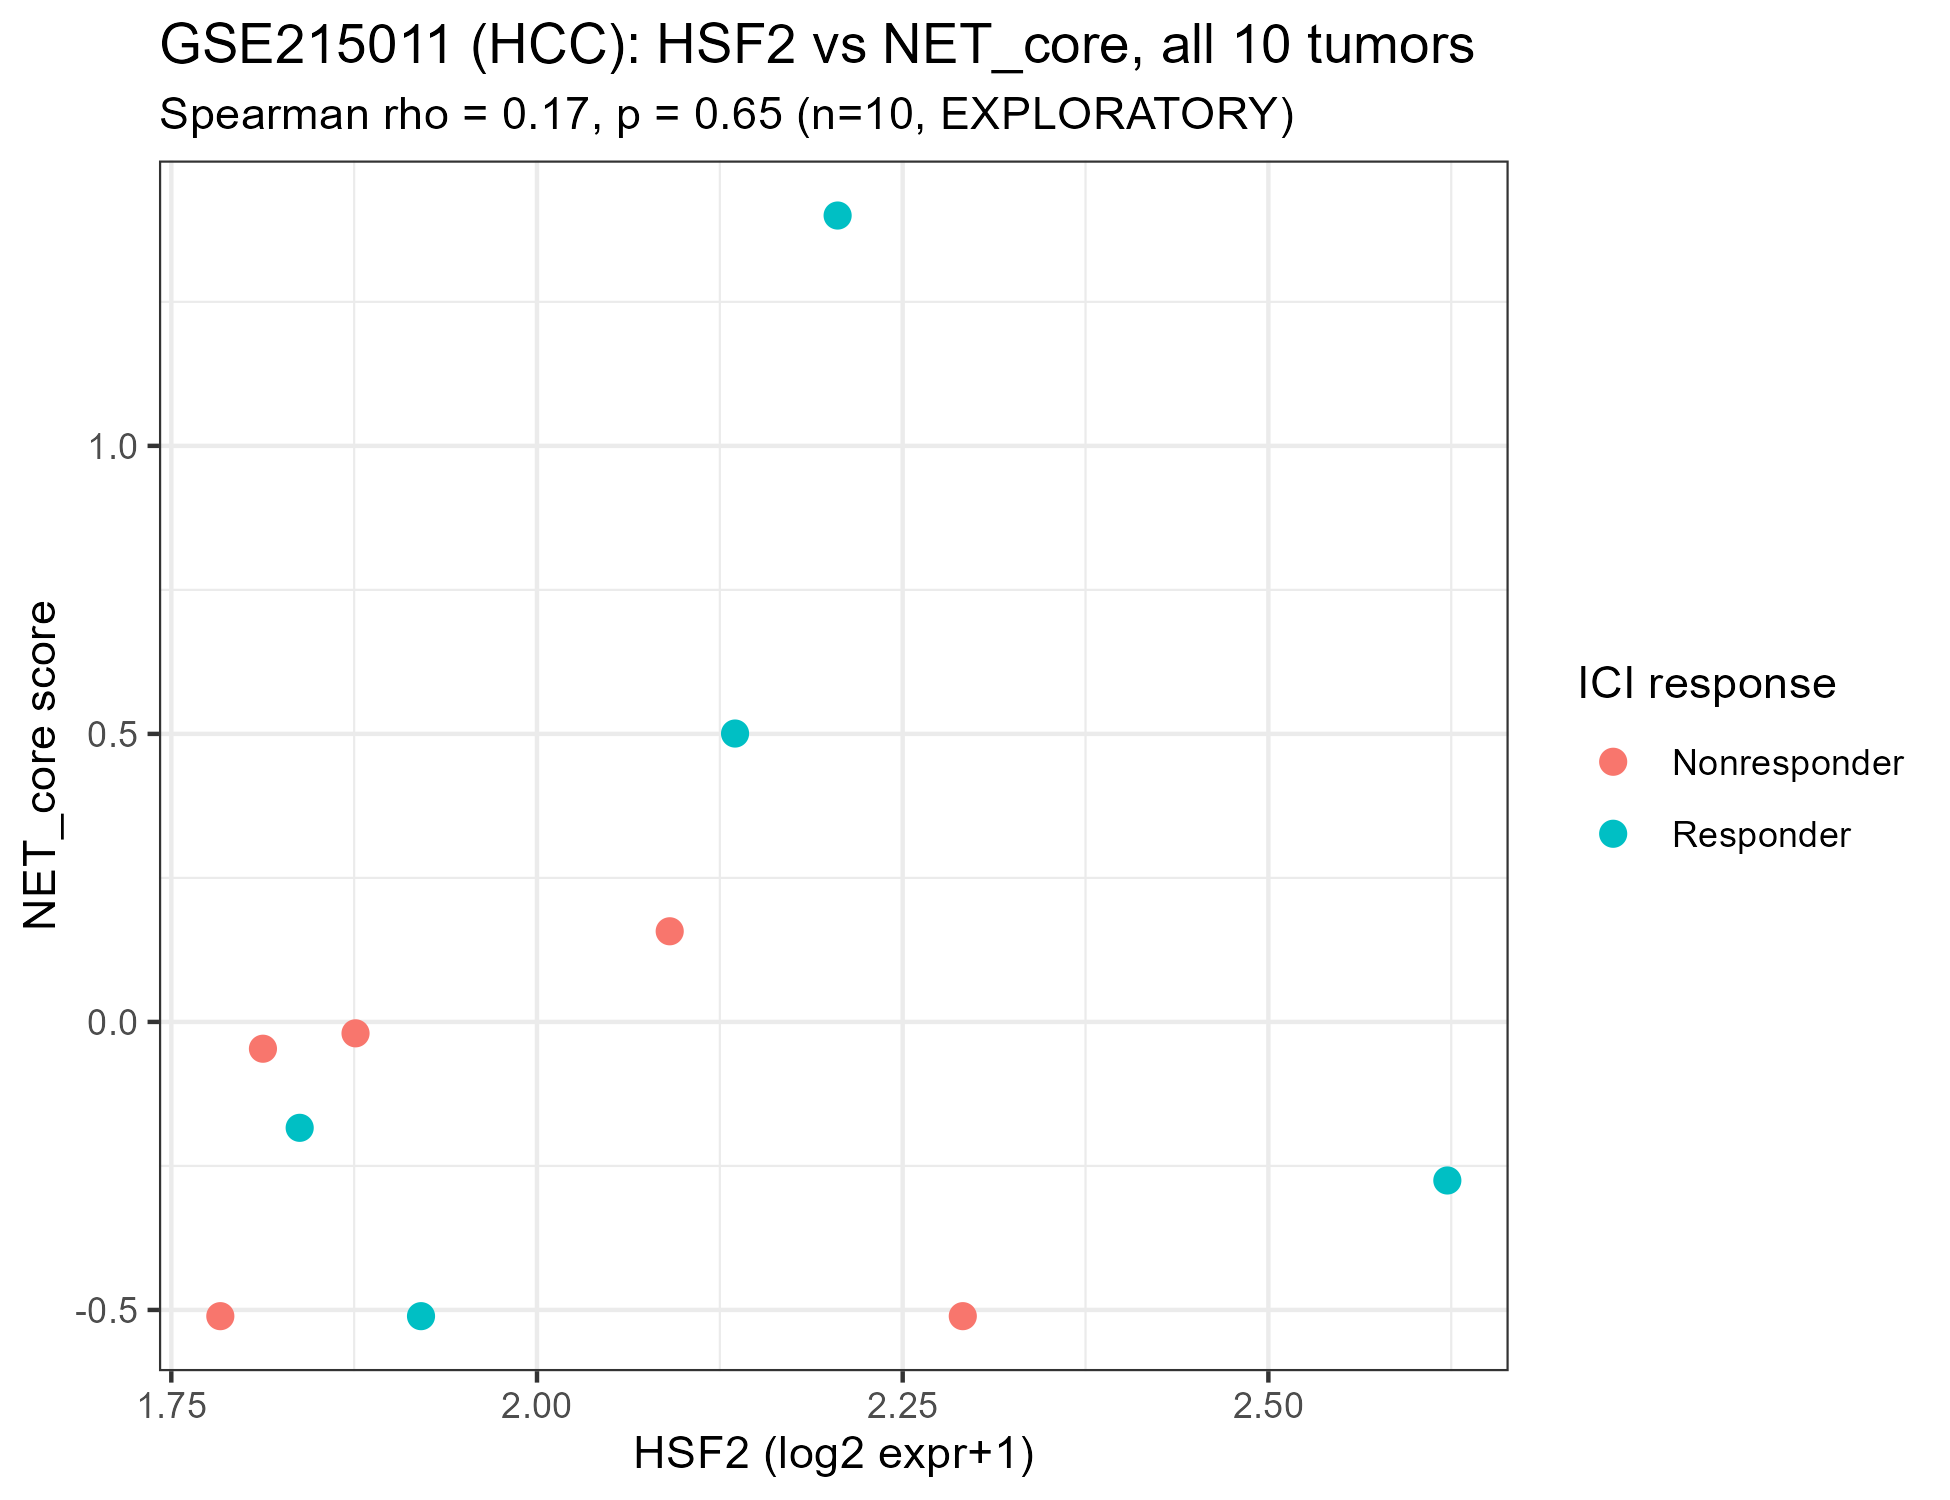 GSE215011 (HCC): HSF2 vs NET_core, all 10 tumors
Spearman rho = 0.17, p = 0.65 (n=10, EXPLORATORY)
NET_core score
1.0
0.5
0.0
-0.5
1.75
2.00
2.25
2.50
HSF2 (log2 expr+1)
ICI response
Nonresponder
Responder